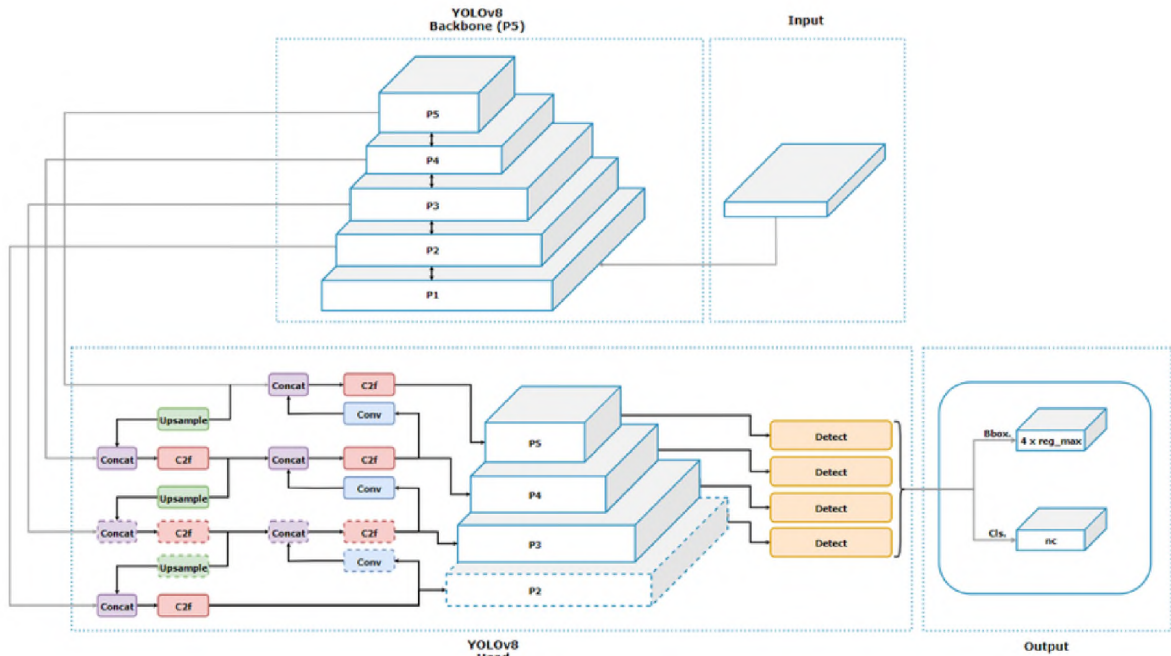 YOLOv8
Backbone (P5)
Input
P5
P4
P3
P2
P1
Concat
C2f
Upsample
Conv
Concat
C2f
Concat
C2f
Upsample
Conv
Concat
C2f
Concat
C2f
Upsample
Conv
Concat
C2f
P5
P4
P3
P2
Detect
Detect
Detect
Detect
Bbox.
4 x reg_max
Cls.
nc
YOLOv8
Output